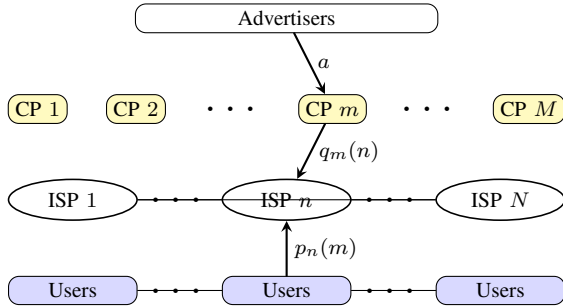 Advertisers
a
CP 1 CP 2 · · · CP m · · · CP M
q_m(n)
ISP 1 ISP n ISP N
p_n(m)
Users Users Users